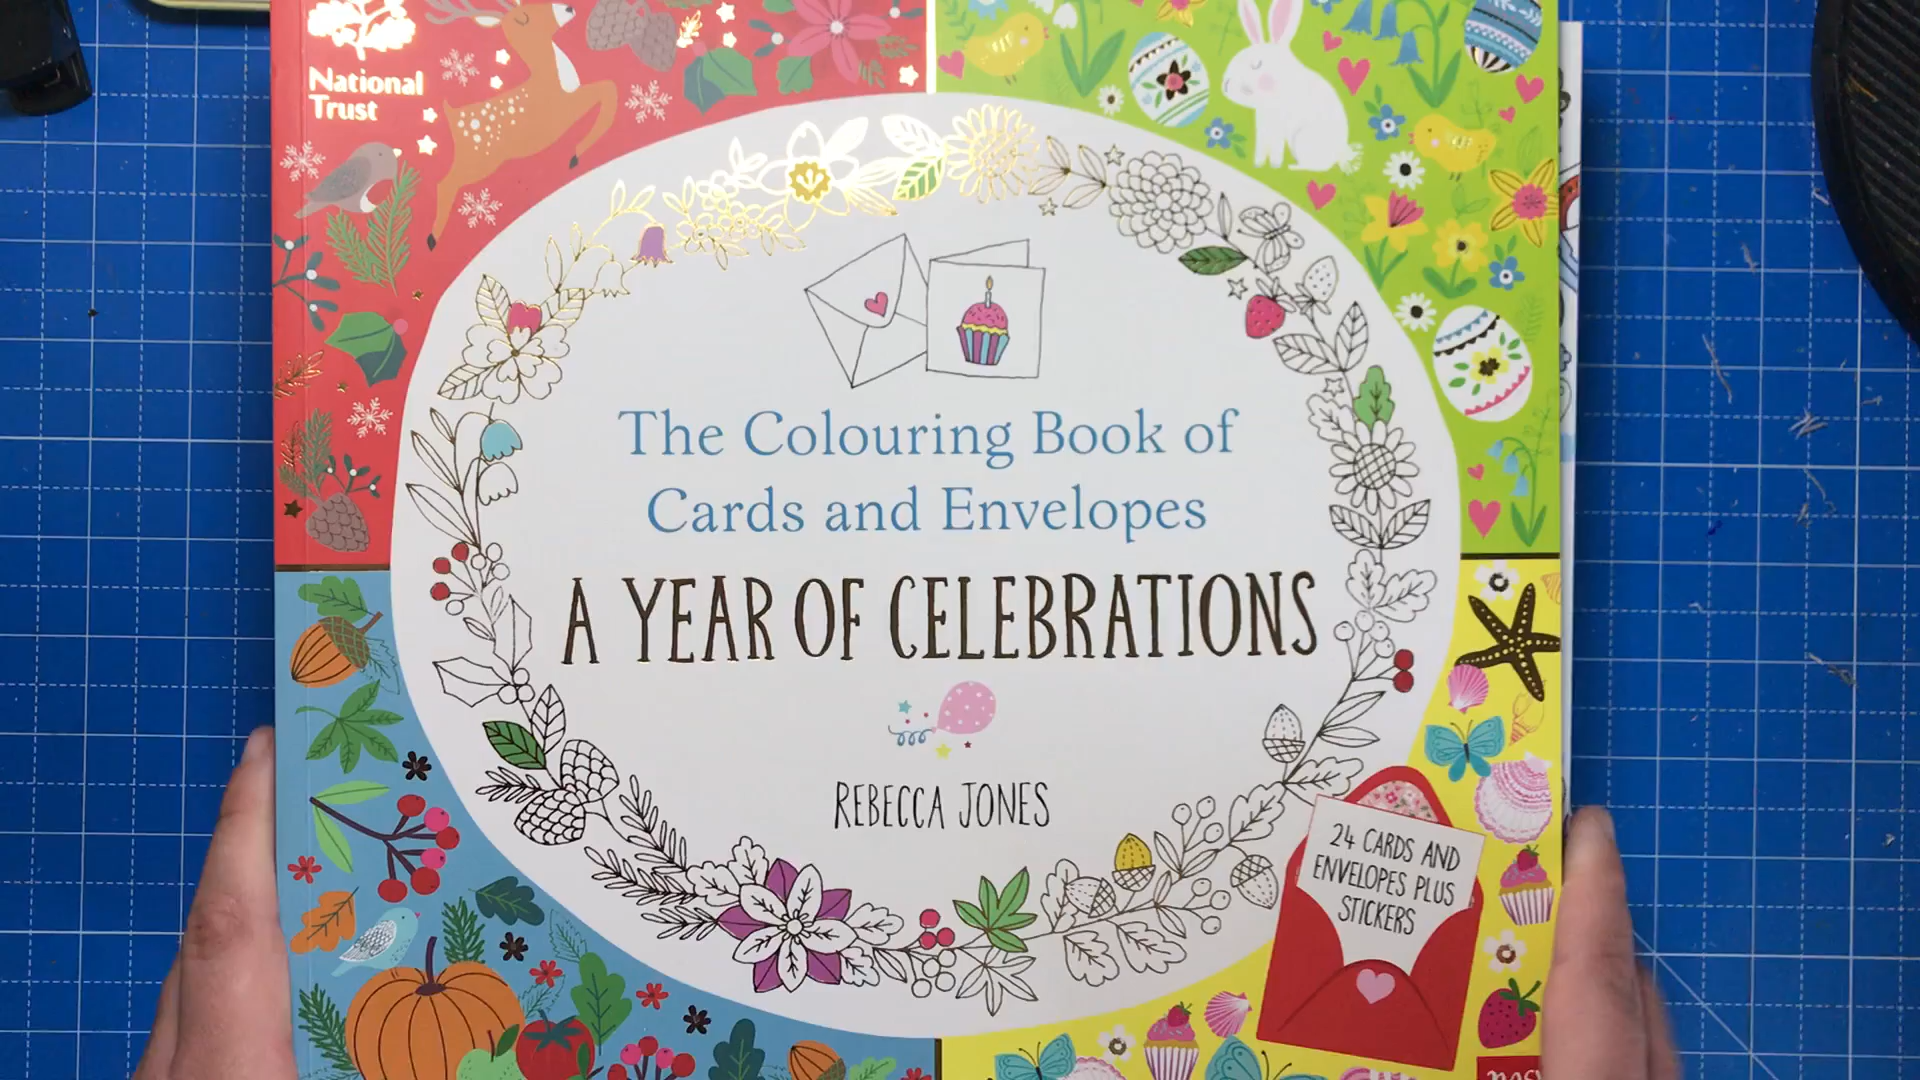 National
Trust
The Colouring Book of
Cards and Envelopes
A YEAR OF CELEBRATIONS
REBECCA JONES
24 CARDS AND
ENVELOPES PLUS
STICKERS